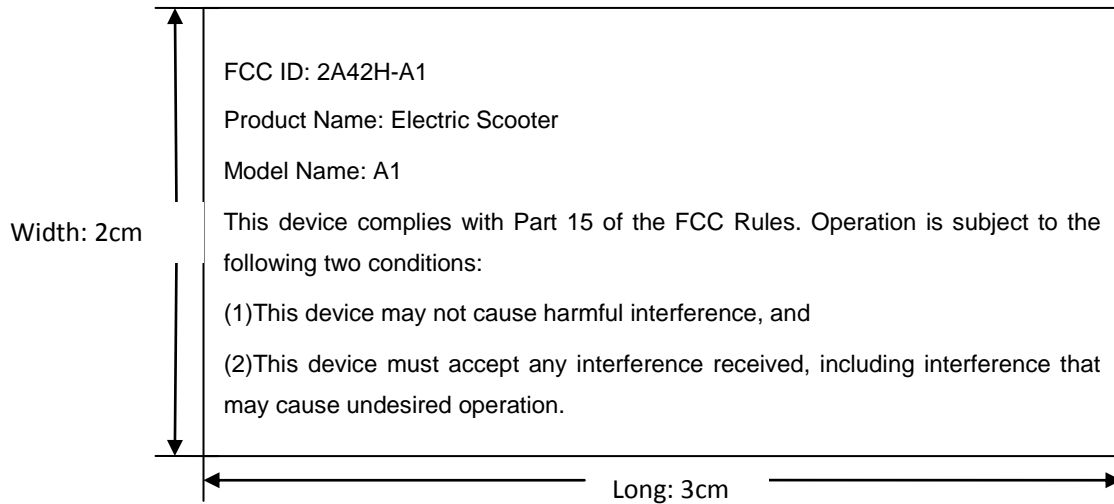 FCC ID: 2A42H-A1
Product Name: Electric Scooter
Model Name: A1
Width: 2cm
This device complies with Part 15 of the FCC Rules. Operation is subject to the
following two conditions:
(1)This device may not cause harmful interference, and
(2)This device must accept any interference received, including interference that
may cause undesired operation.
Long: 3cm